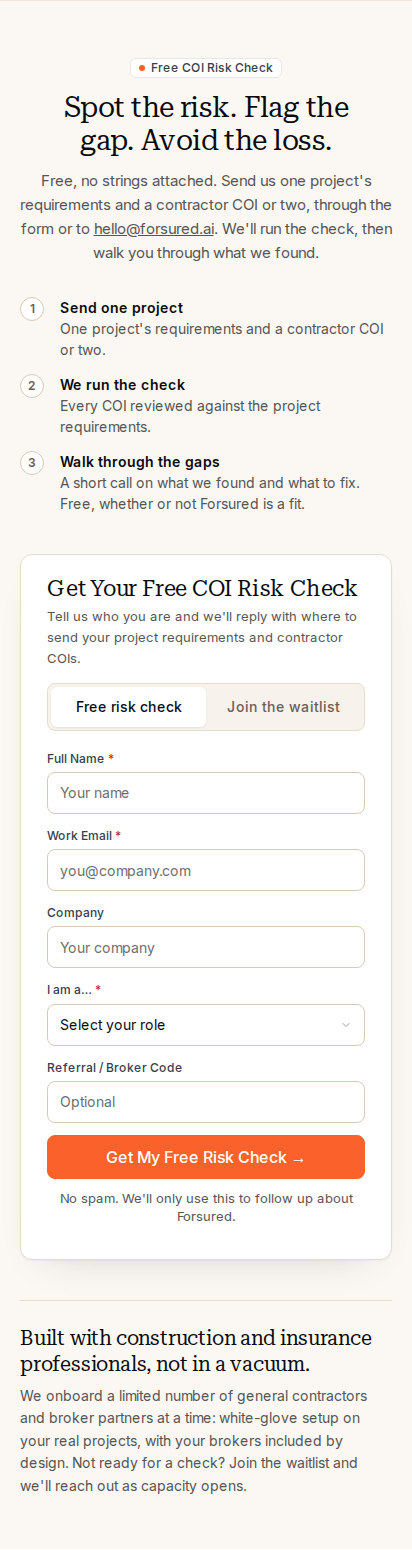 Free COI Risk Check
Spot the risk. Flag the
gap. Avoid the loss.
Free, no strings attached. Send us one project's
requirements and a contractor COI or two, through the
form or to hello@forsured.ai. We'll run the check, then
walk you through what we found.
1
Send one project
One project's requirements and a contractor COI
or two.
2
We run the check
Every COI reviewed against the project
requirements.
3
Walk through the gaps
A short call on what we found and what to fix.
Free, whether or not Forsured is a fit.
Get Your Free COI Risk Check
Tell us who you are and we'll reply with where to
send your project requirements and contractor
COIs.
Free risk check
Join the waitlist
Full Name *
Your name
Work Email *
you@company.com
Company
Your company
I am a... *
Select your role
Referral / Broker Code
Optional
Get My Free Risk Check →
No spam. We'll only use this to follow up about
Forsured.
Built with construction and insurance
professionals, not in a vacuum.
We onboard a limited number of general contractors
and broker partners at a time: white-glove setup on
your real projects, with your brokers included by
design. Not ready for a check? Join the waitlist and
we'll reach out as capacity opens.